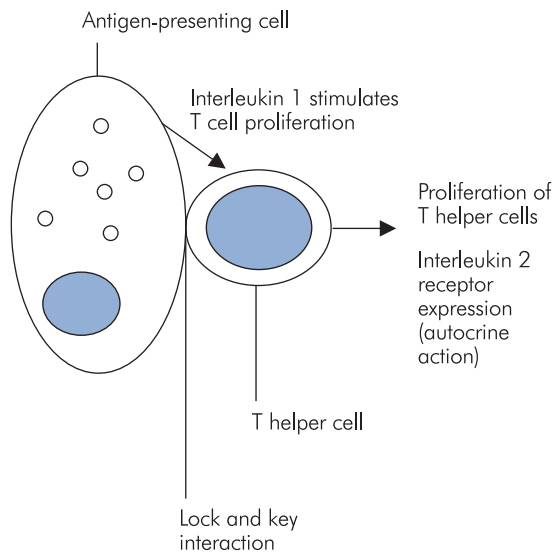 Antigen-presenting cell
Interleukin 1 stimulates
T cell proliferation
Proliferation of
T helper cells
Interleukin 2
receptor
expression
(autocrine
action)
T helper cell
Lock and key
interaction